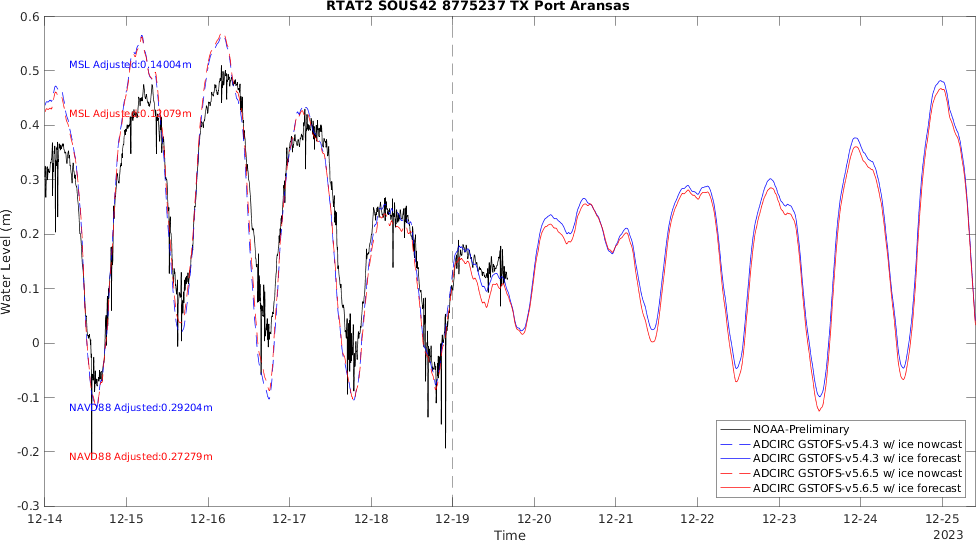 RTAT2 SOUS42 8775237 TX Port Aransas
0.6
0.5
0.4
0.3
0.2
0.1
0
-0.1
-0.2
-0.3
Water Level (m)
MSL Adjusted:0.14004m
MSL Adjusted:0.12079m
NAVD88 Adjusted:0.29204m
NAVD88 Adjusted:0.27279m
NOAA-Preliminary
ADCIRC GSTOFS-v5.4.3 w/ ice nowcast
ADCIRC GSTOFS-v5.4.3 w/ ice forecast
ADCIRC GSTOFS-v5.6.5 w/ ice nowcast
ADCIRC GSTOFS-v5.6.5 w/ ice forecast
12-14 12-15 12-16 12-17 12-18 12-19 12-20 12-21 12-22 12-23 12-24 12-25
Time
2023